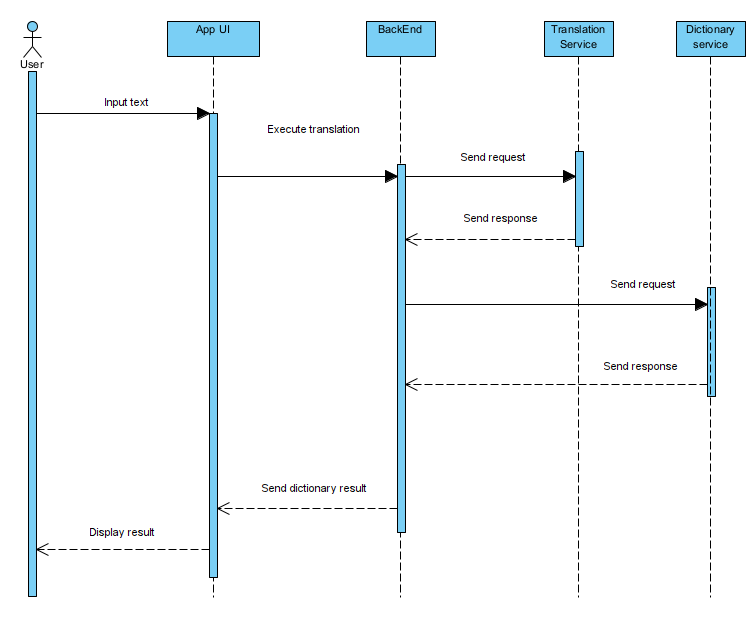 App UI
BackEnd
Translation
Service
Dictionary
service
User
Input text
Execute translation
Send request
Send response
Send request
Send response
Send dictionary result
Display result